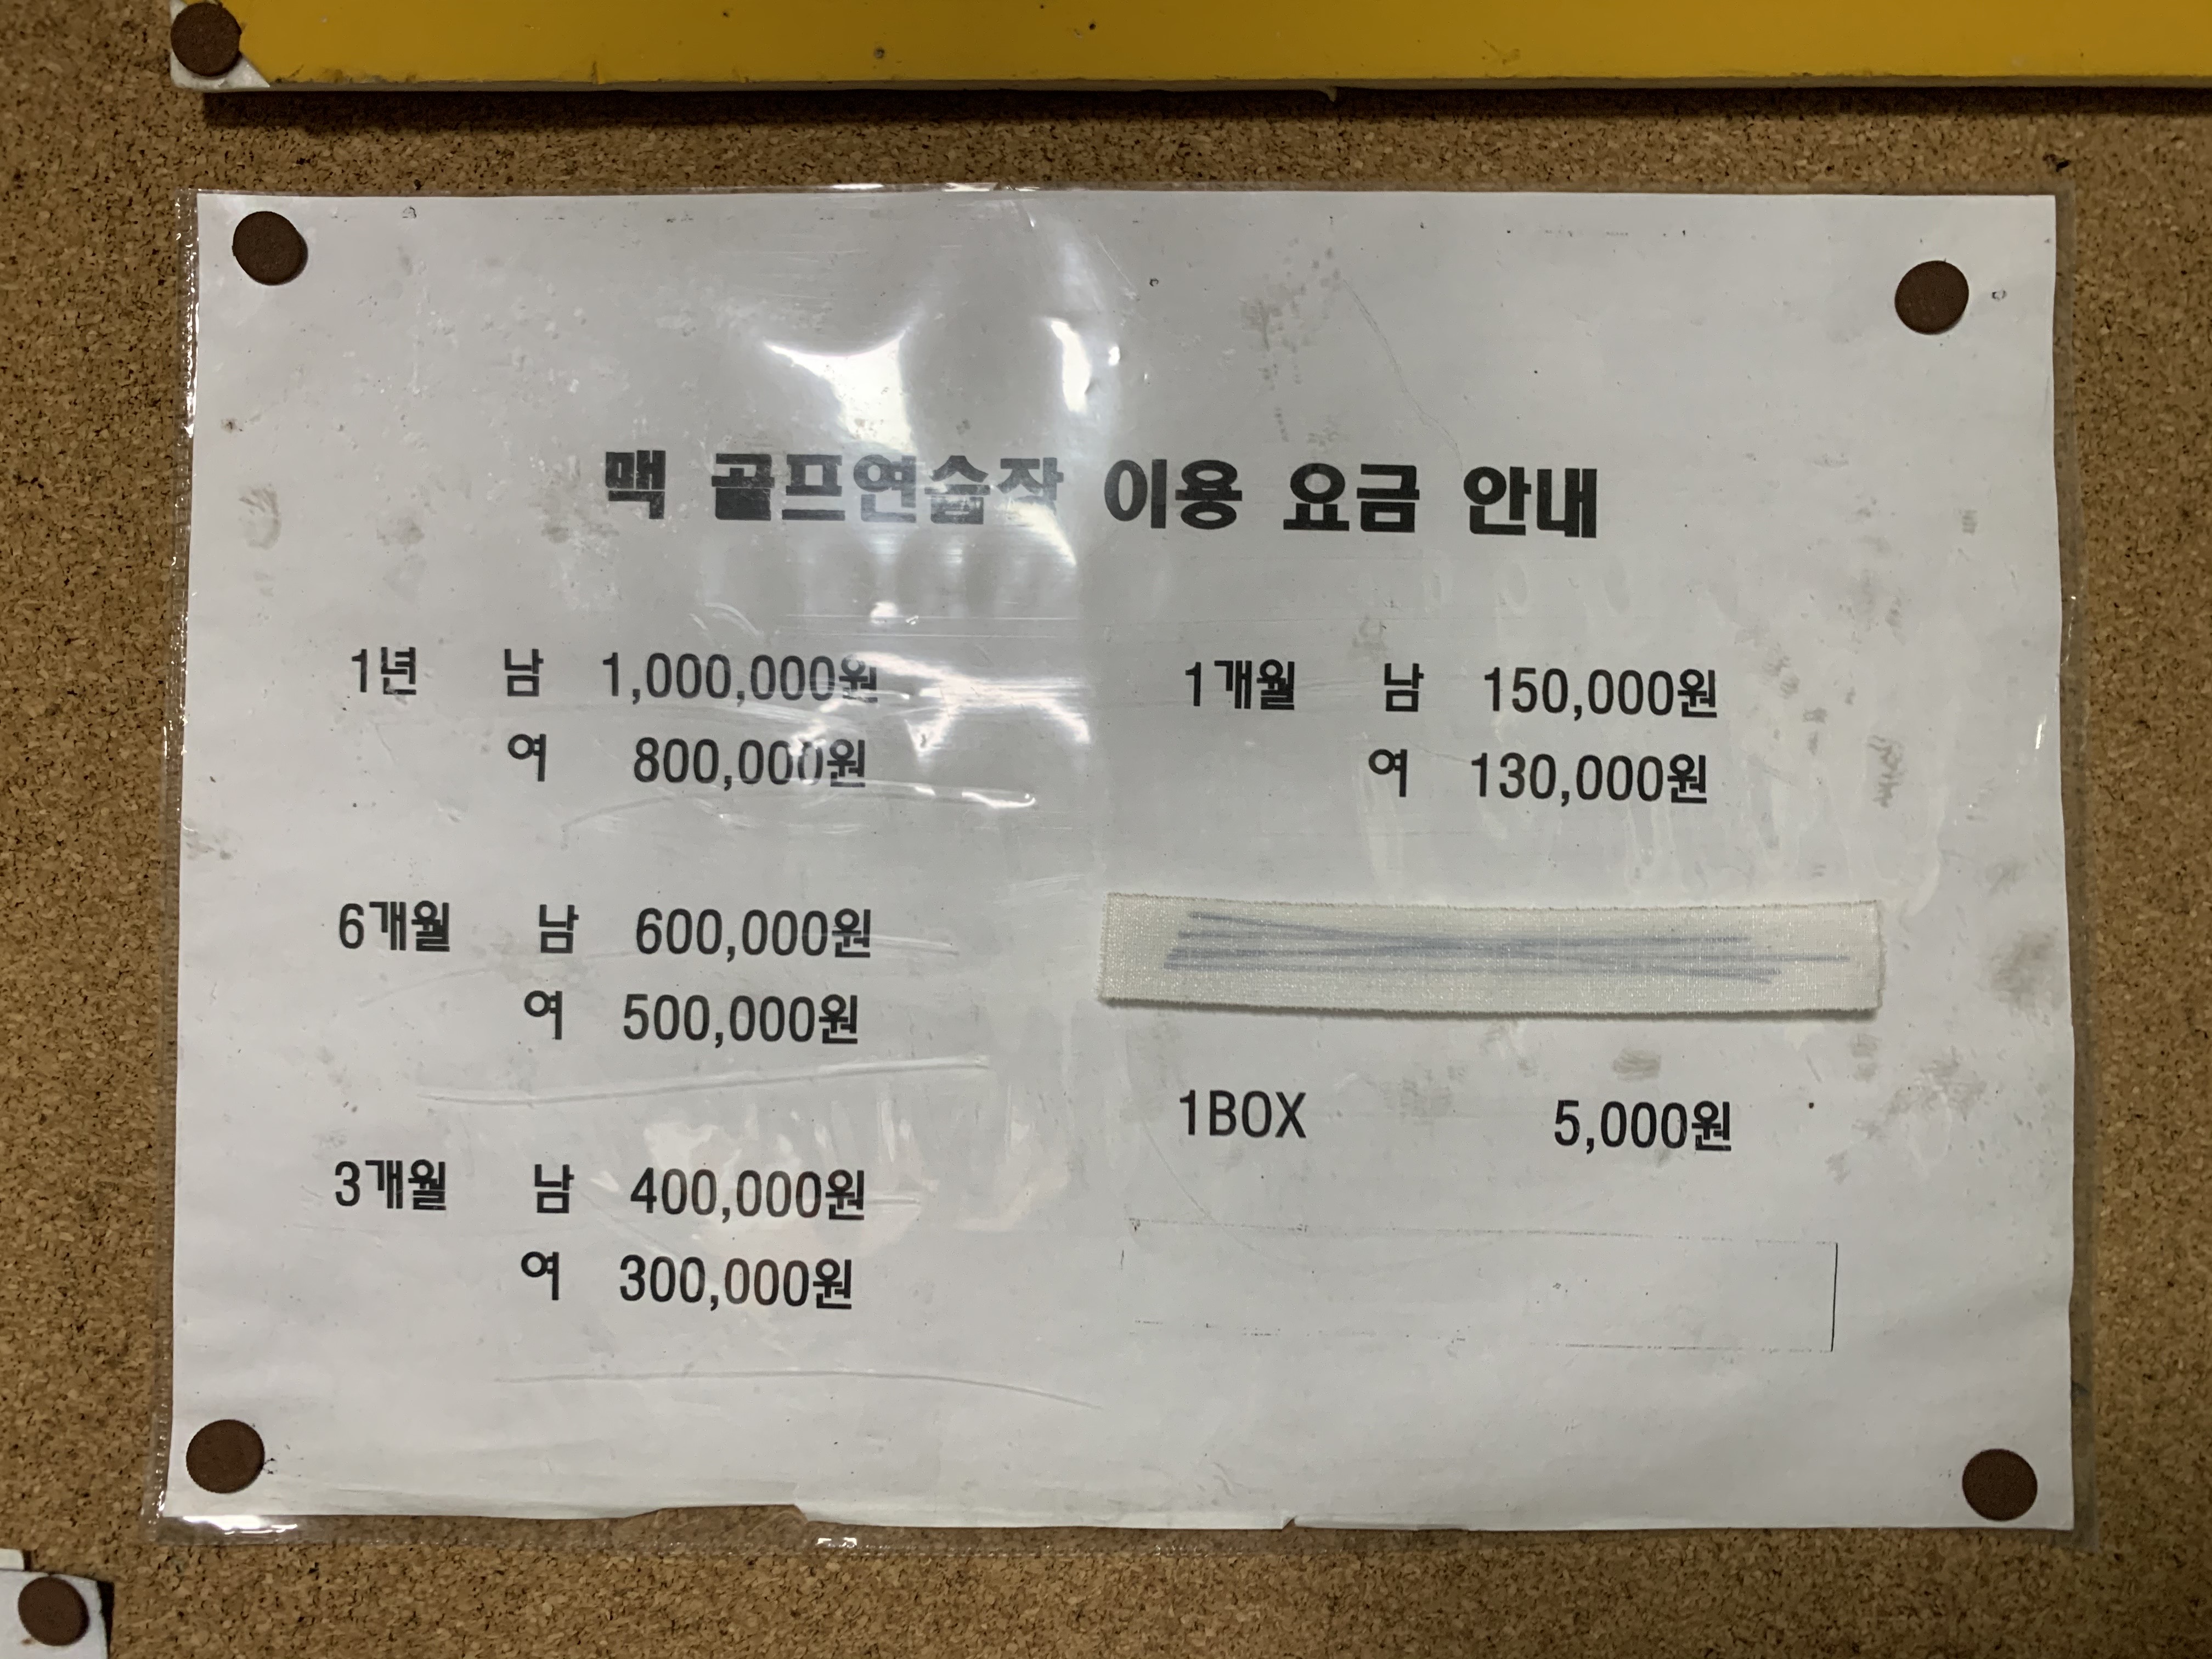 맥 골프연습장 이용 요금 안내
1년 남 1,000,000원
여 800,000원
6개월 남 600,000원
여 500,000원
3개월 남 400,000원
여 300,000원
1개월 남 150,000원
여 130,000원
1BOX 5,000원